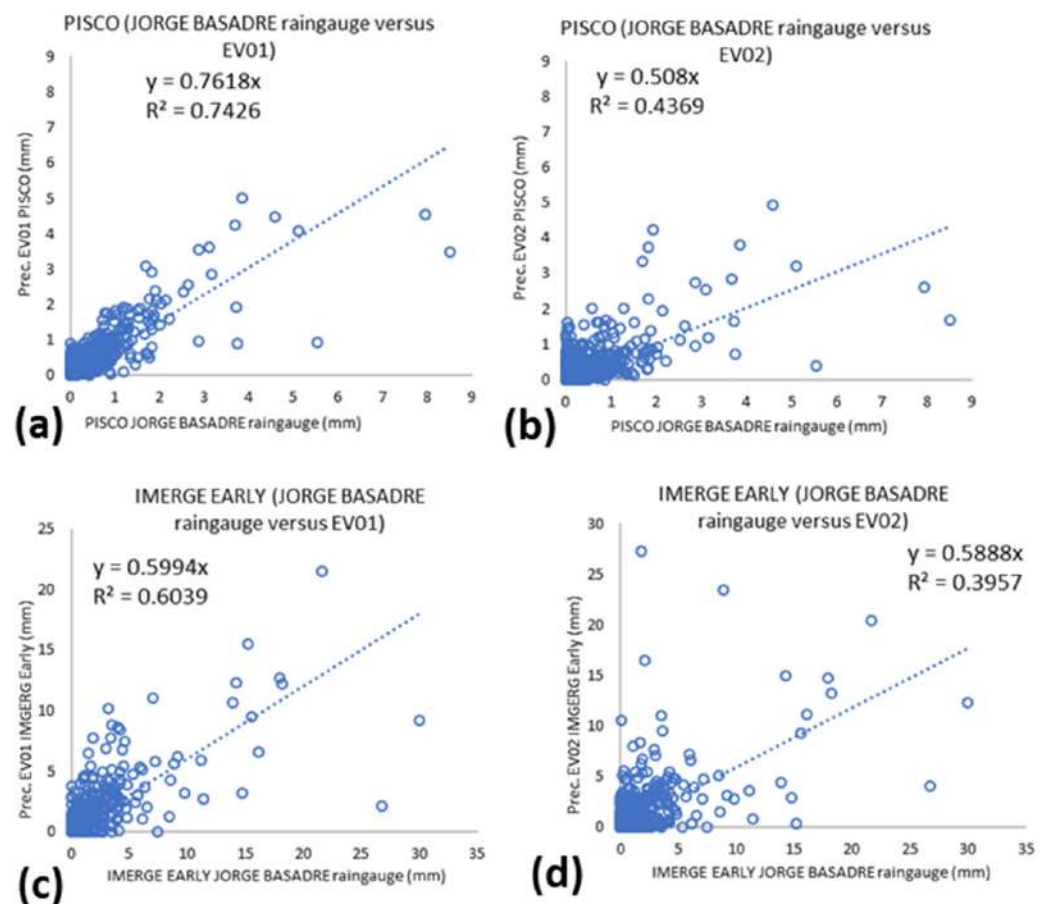 PISCO (JORGE BASADRE raingauge versus
EV01)
y = 0.7618x
R² = 0.7426
9
8
7
6
5
4
3
2
1
0
Prec. EV01 PISCO (mm)
0 1 2 3 4 5 6 7 8 9
PISCO JORGE BASADRE raingauge (mm)
(a)
PISCO (JORGE BASADRE raingauge versus
EV02)
y = 0.508x
R² = 0.4369
9
8
7
6
5
4
3
2
1
0
Prec. EV02 PISCO (mm)
0 1 2 3 4 5 6 7 8 9
PISCO JORGE BASADRE raingauge (mm)
(b)
IMERGE EARLY (JORGE BASADRE
raingauge versus EV01)
y = 0.5994x
R² = 0.6039
25
20
15
10
5
0
Prec. EV01 IMGERG Early (mm)
0 5 10 15 20 25 30 35
IMERGE EARLY JORGE BASADRE raingauge (mm)
(c)
IMERGE EARLY (JORGE BASADRE
raingauge versus EV02)
y = 0.5888x
R² = 0.3957
30
25
20
15
10
5
0
Prec. EV02 IMGERG Early (mm)
0 5 10 15 20 25 30 35
IMERGE EARLY JORGE BASADRE raingauge (mm)
(d)